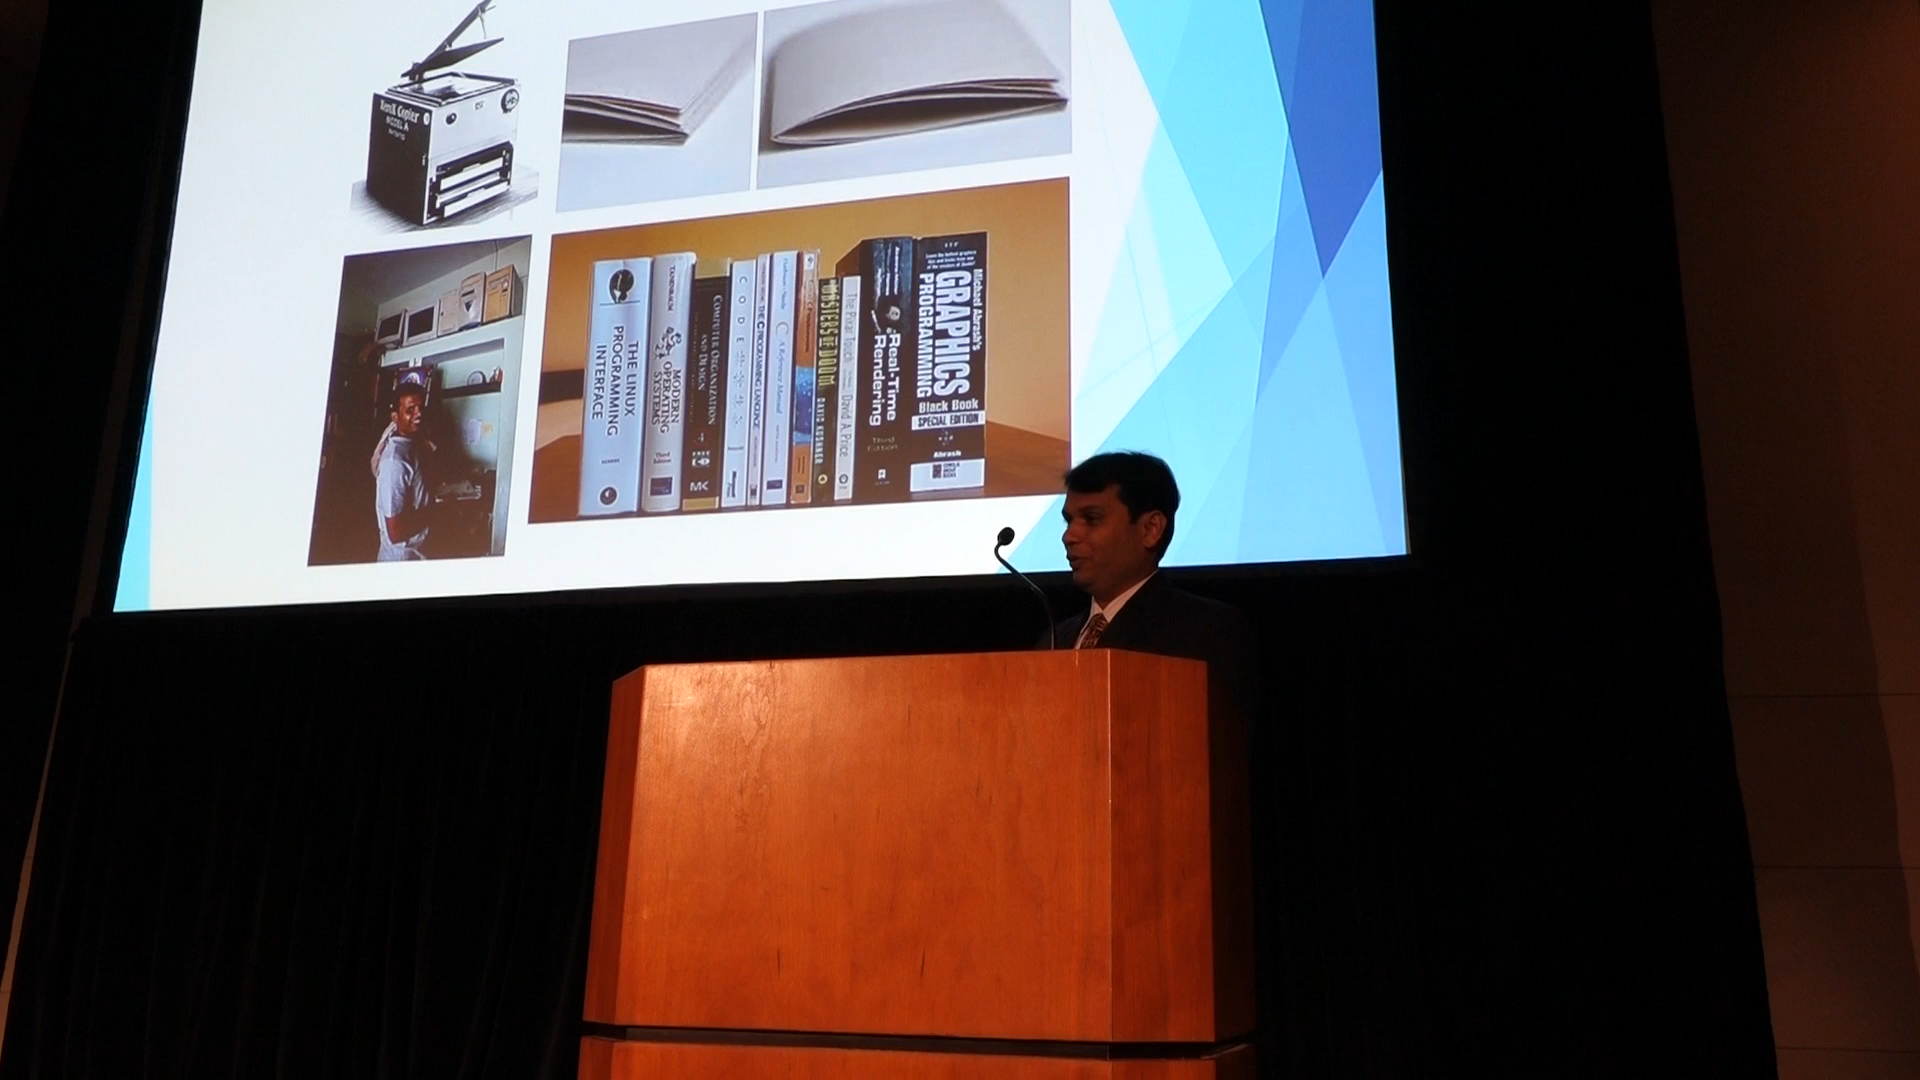 XeroX Copier
MODEL A
THE LINUX
PROGRAMMING
INTERFACE
TANENBAUM
MODERN
OPERATING
SYSTEMS
Third
Edition
COMPUTER ORGANIZATION
AND DESIGN
MK
CODE
THE C PROGRAMMING LANGUAGE
C A Reference Manual
MASTERS OF DOOM
DAVID KUSHNER
The Pixar Touch
David A. Price
Real-Time
Rendering
Third
Edition
Michael Abrash's
GRAPHICS
PROGRAMMING
Black Book
SPECIAL EDITION
Abrash